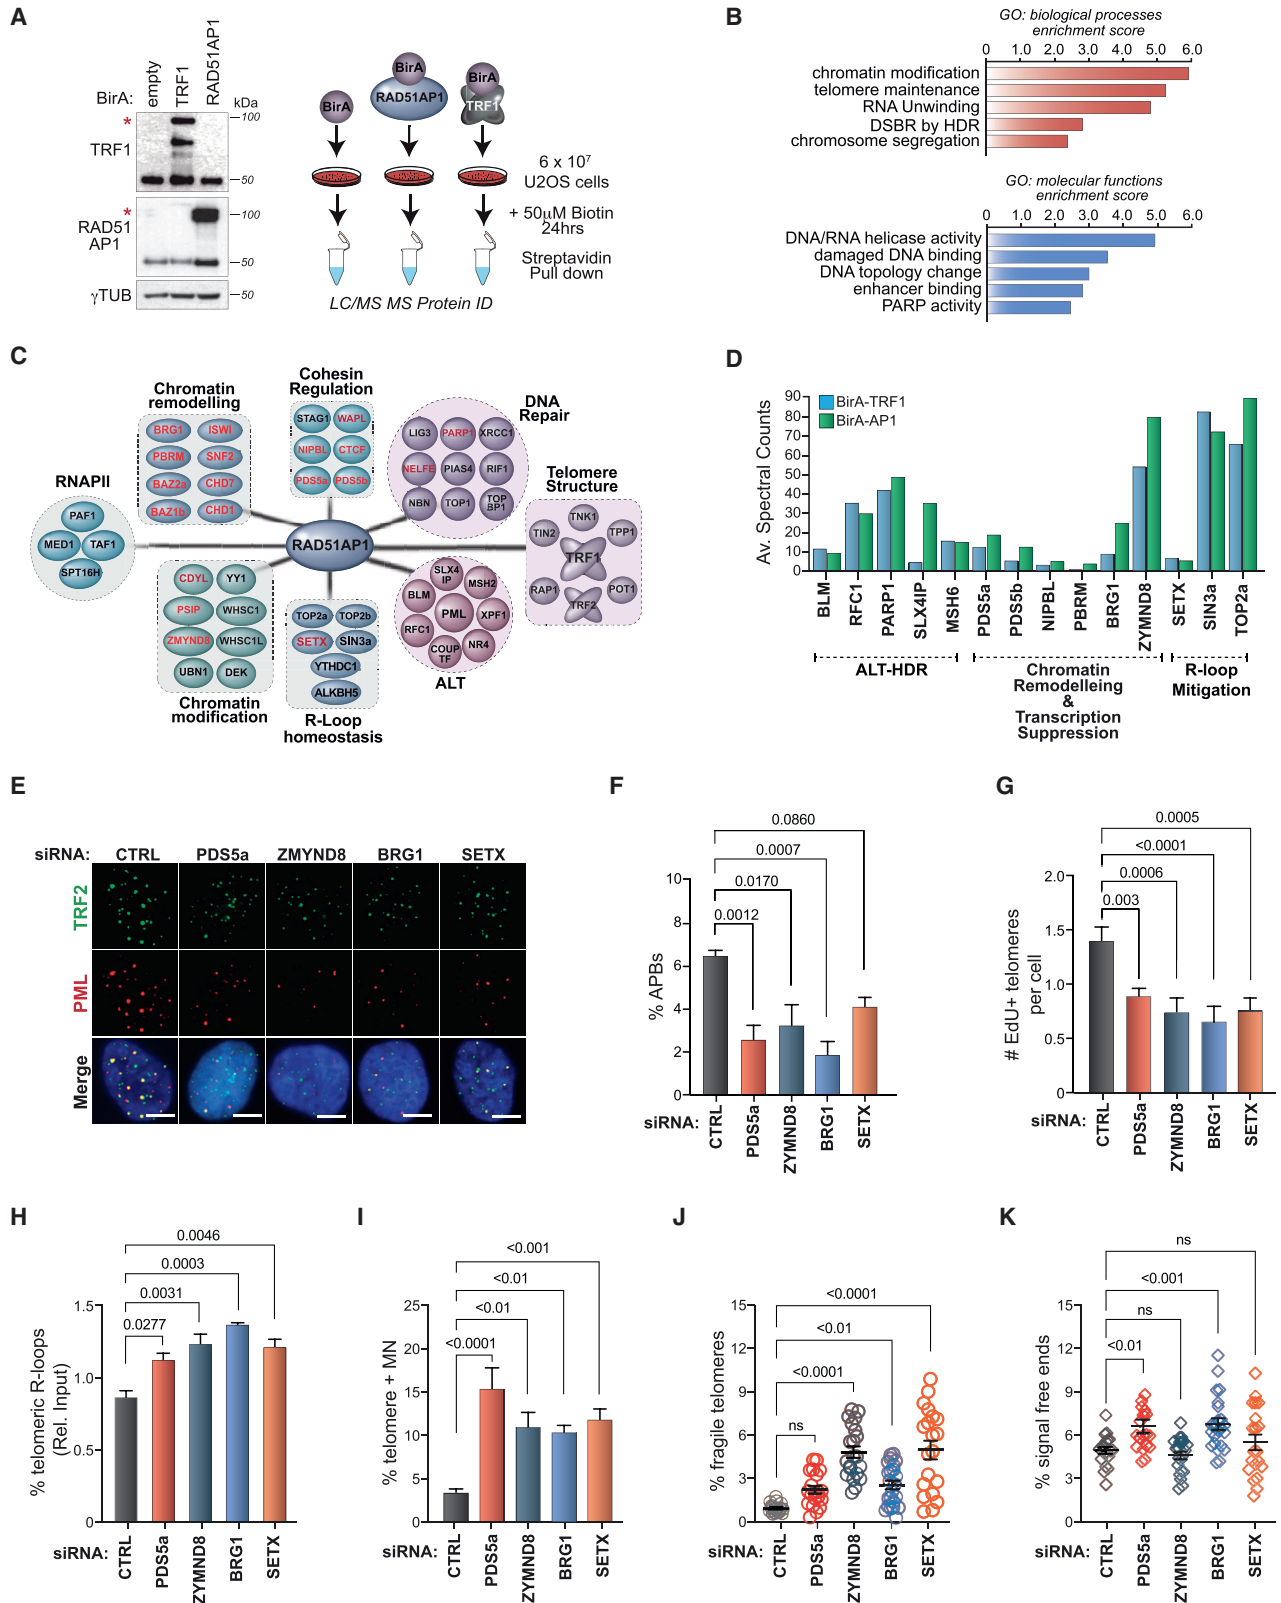 A
BirA:
empty
TRF1
RAD51AP1
kDa
*
TRF1
100
50
*
RAD51
AP1
100
50
γTUB
50
BirA
BirA
RAD51AP1
BirA
TRF1
6 x 10⁷
U2OS cells
+ 50µM Biotin
24hrs
Streptavidin
Pull down
LC/MS MS Protein ID
B
GO: biological processes
enrichment score
0 1.0 2.0 3.0 4.0 5.0 6.0
chromatin modification
telomere maintenance
RNA Unwinding
DSBR by HDR
chromosome segregation
GO: molecular functions
enrichment score
0 1.0 2.0 3.0 4.0 5.0 6.0
DNA/RNA helicase activity
damaged DNA binding
DNA topology change
enhancer binding
PARP activity
C
Chromatin
remodelling
BRG1 ISWI
PBRM SNF2
BAZ2a CHD7
BAZ1b CHD1
Cohesin
Regulation
STAG1 WAPL
NIPBL CTCF
PDS5a PDS5b
DNA
Repair
LIG3 PARP1 XRCC1
NELFE PIAS4 RIF1
NBN TOP1 TOP
BP1
Telomere
Structure
TNK1
TIN2 TPP1
TRF1
RAP1 POT1
TRF2
RNAPII
PAF1
MED1 TAF1
SPT16H
RAD51AP1
CDYL YY1
PSIP WHSC1
ZMYND8 WHSC1L
UBN1 DEK
Chromatin
modification
TOP2a TOP2b
SETX SIN3a
YTHDC1
ALKBH5
R-Loop
homeostasis
SLX4
IP
MSH2
BLM
PML
XPF1
RFC1
COUP
TF
NR4
ALT
D
BirA-TRF1
BirA-AP1
Av. Spectral Counts
90
80
70
60
50
40
30
20
10
0
BLM
RFC1
PARP1
SLX4IP
MSH6
PDS5a
PDS5b
NIPBL
PBRM
BRG1
ZYMND8
SETX
SIN3a
TOP2a
ALT-HDR
Chromatin
Remodelleing
&
Transcription
Suppression
R-loop
Mitigation
E
siRNA: CTRL PDS5a ZMYND8 BRG1 SETX
TRF2
PML
Merge
F
0.0860
0.0007
0.0170
0.0012
% APBs
10
8
6
4
2
0
siRNA:
CTRL
PDS5a
ZYMND8
BRG1
SETX
G
0.0005
<0.0001
0.0006
0.003
# EdU+ telomeres
per cell
2.0
1.5
1.0
0.5
0
siRNA:
CTRL
PDS5a
ZYMND8
BRG1
SETX
H
0.0046
0.0003
0.0031
0.0277
% telomeric R-loops
(Rel. Input)
1.5
1.0
0.5
0
siRNA:
CTRL
PDS5a
ZYMND8
BRG1
SETX
I
<0.001
<0.01
<0.01
<0.0001
% telomere + MN
25
20
15
10
5
0
siRNA:
CTRL
PDS5a
ZYMND8
BRG1
SETX
J
<0.0001
<0.01
<0.0001
ns
% fragile telomeres
15
12
9
6
3
0
siRNA:
CTRL
PDS5a
ZYMND8
BRG1
SETX
K
ns
<0.001
ns
<0.01
% signal free ends
15
12
9
6
3
0
siRNA:
CTRL
PDS5a
ZYMND8
BRG1
SETX